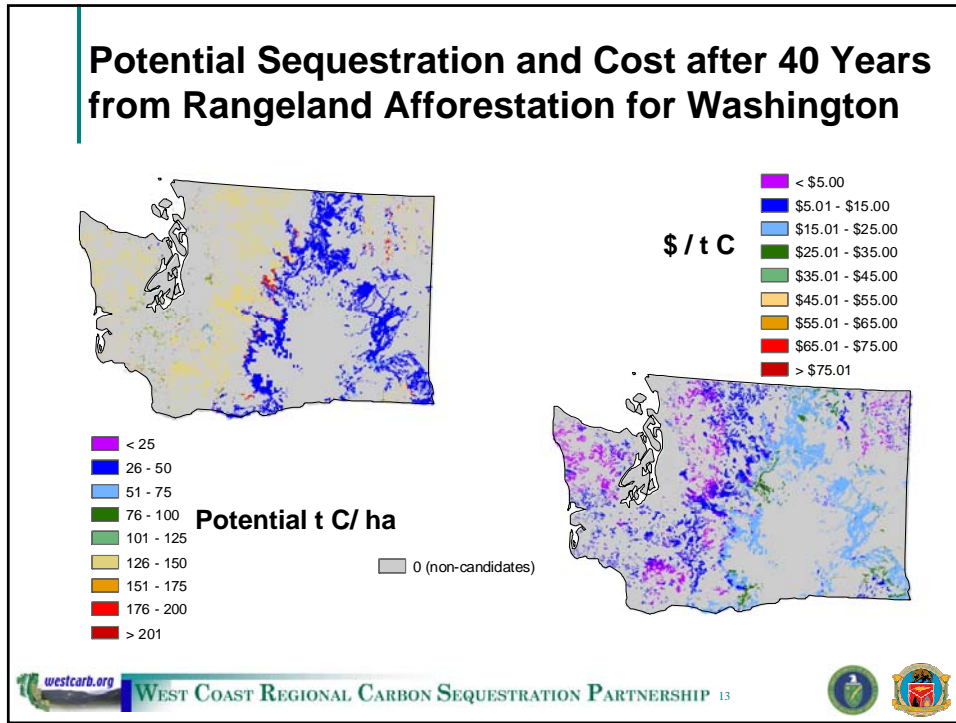 Potential Sequestration and Cost after 40 Years
from Rangeland Afforestation for Washington
< $5.00
$5.01 - $15.00
$15.01 - $25.00
$25.01 - $35.00
$35.01 - $45.00
$45.01 - $55.00
$55.01 - $65.00
$65.01 - $75.00
> $75.01
$ / t C
< 25
26 - 50
51 - 75
76 - 100
101 - 125
126 - 150
151 - 175
176 - 200
> 201
Potential t C/ ha
0 (non-candidates)
westcarb.org
WEST COAST REGIONAL CARBON SEQUESTRATION PARTNERSHIP 13